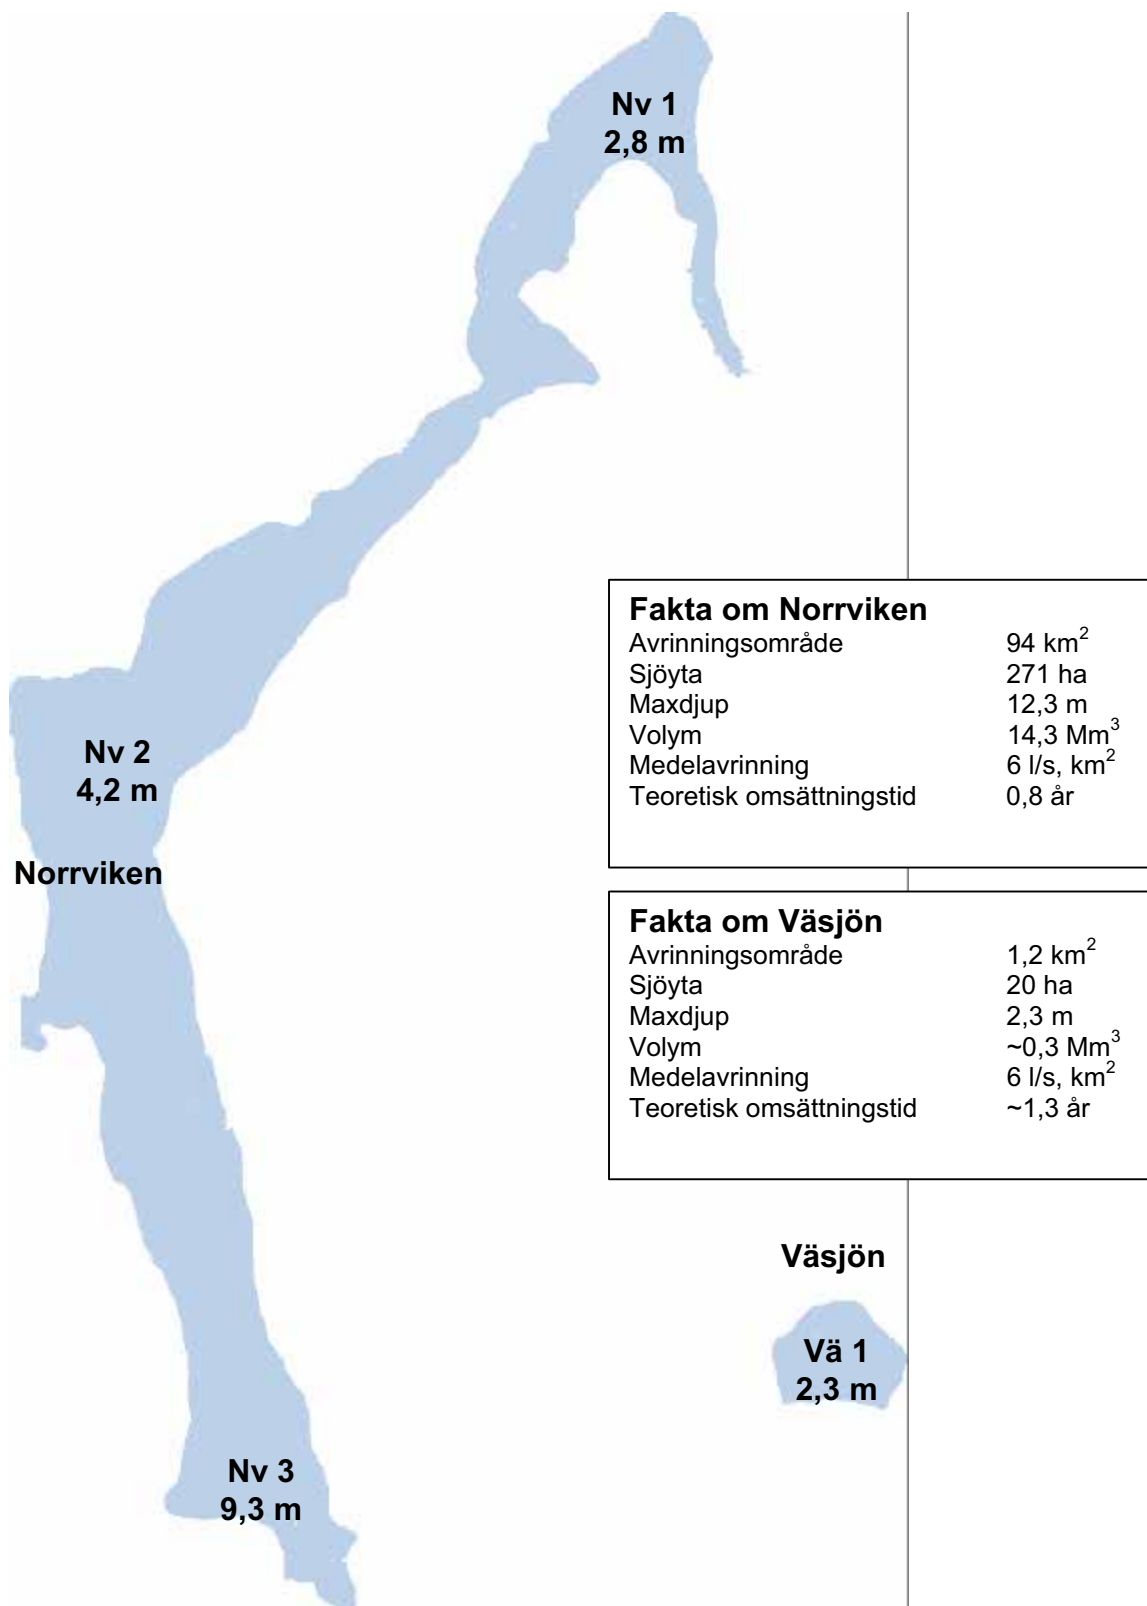 Nv 1
2,8 m
Fakta om Norrviken
Avrinningsområde 94 km²
Sjöyta 271 ha
Maxdjup 12,3 m
Volym 14,3 Mm³
Medelavrinning 6 l/s, km²
Teoretisk omsättningstid 0,8 år
Nv 2
4,2 m
Norrviken
Fakta om Väsjön
Avrinningsområde 1,2 km²
Sjöyta 20 ha
Maxdjup 2,3 m
Volym ~0,3 Mm³
Medelavrinning 6 l/s, km²
Teoretisk omsättningstid ~1,3 år
Väsjön
Vä 1
2,3 m
Nv 3
9,3 m